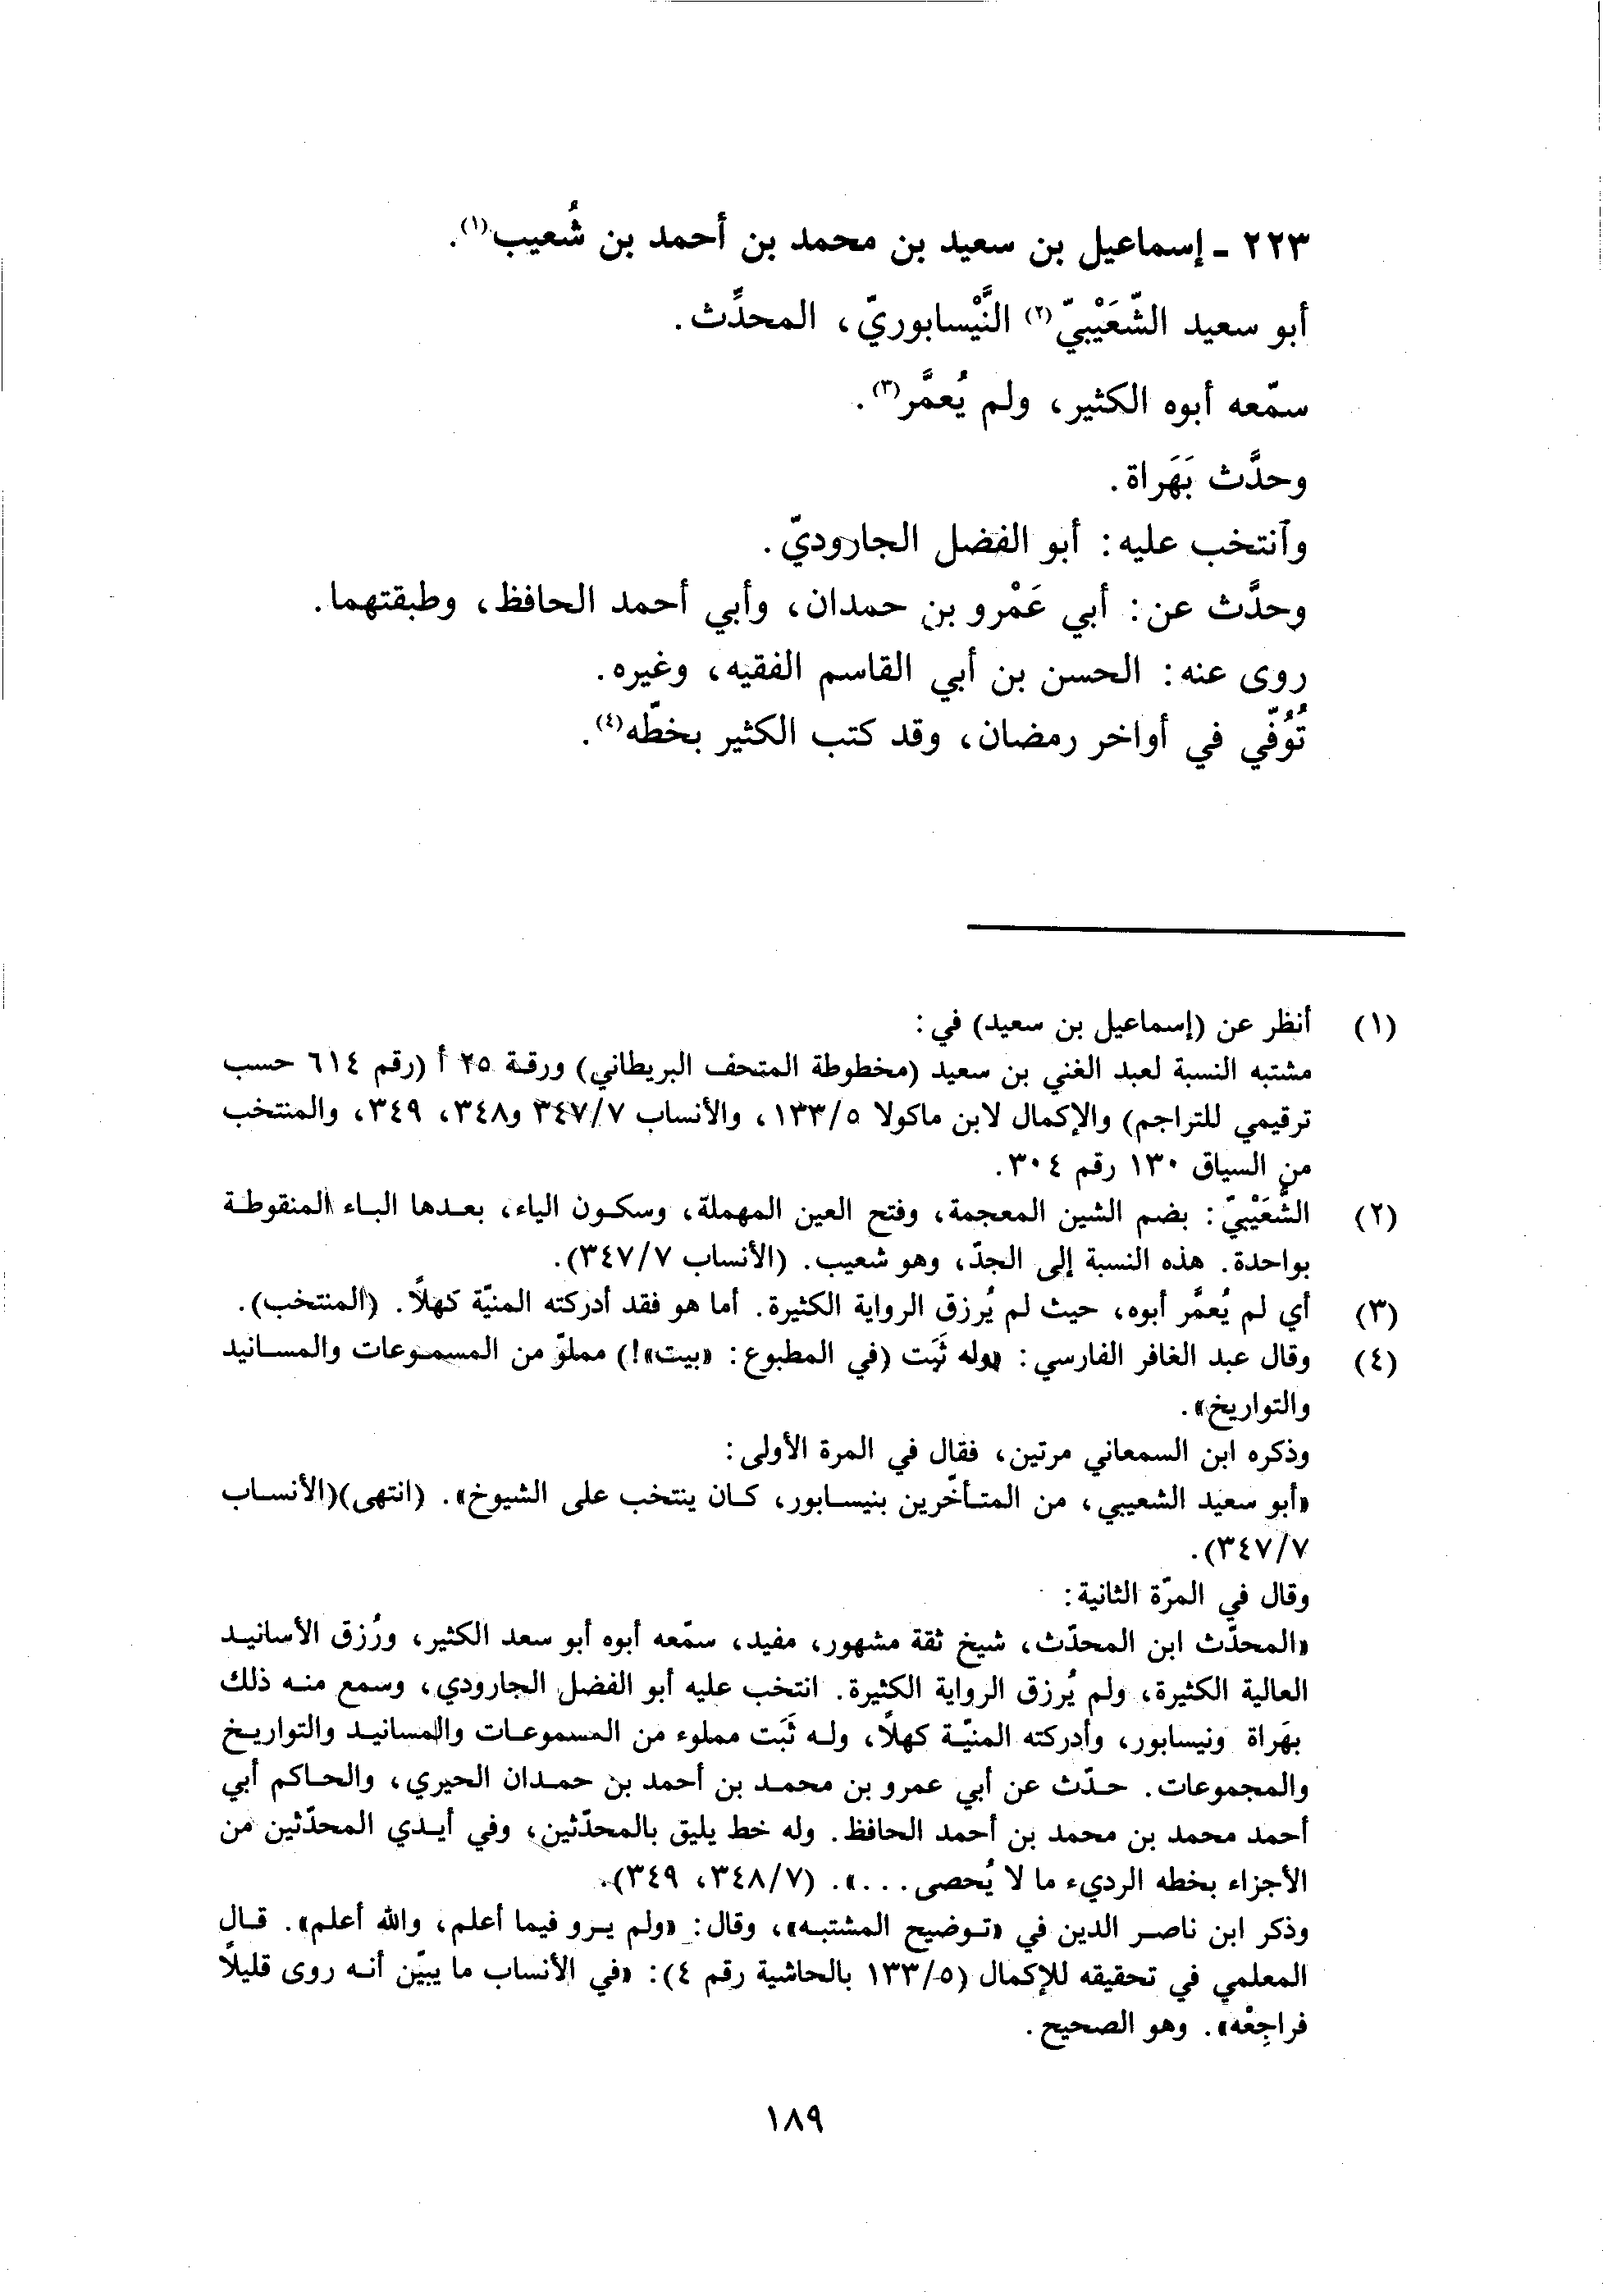 ٢٢٣ ـ إسماعيل بن سعيد بن محمد بن أحمد بن شُعيب(١).
أبو سعيد الشّعَيْبيّ(٢) النَّيْسابوريّ، المحدِّث.
سمّعه أبوه الكثير، ولم يُعمَّر(٣).
وحدَّث بَهَراة.
وٱنتخب عليه: أبو الفضل الجاروديّ.
وحدَّث عن: أبي عَمْرو بن حمدان، وأبي أحمد الحافظ، وطبقتهما.
روى عنه: الحسن بن أبي القاسم الفقيه، وغيره.
تُوُفّي في أواخر رمضان، وقد كتب الكثير بخطّه(٤).
(١) أنظر عن (إسماعيل بن سعيد) في:
مشتبه النسبة لعبد الغني بن سعيد (مخطوطة المتحف البريطاني) ورقة ٢٥ أ (رقم ٦١٤ حسب
ترقيمي للتراجم) والإكمال لابن ماكولا ١٣٣/٥، والأنساب ٣٤٧/٧ و٣٤٨، ٣٤٩، والمنتخب
من السياق ١٣٠ رقم ٣٠٤.
(٢) الشُّعَيْبيّ: بضم الشين المعجمة، وفتح العين المهملة، وسكون الياء، بعدها الباء المنقوطة
بواحدة. هذه النسبة إلى الجدّ، وهو شعيب. (الأنساب ٣٤٧/٧).
(٣) أي لم يُعمَّر أبوه، حيث لم يُرزق الرواية الكثيرة. أما هو فقد أدركته المنيّة كهلاً. (المنتخب).
(٤) وقال عبد الغافر الفارسي: «وله ثَبَت (في المطبوع: «بيت»!) مملوّ من المسموعات والمسانيد
والتواريخ».
وذكره ابن السمعاني مرتين، فقال في المرة الأولى:
«أبو سعيد الشعيبي، من المتأخّرين بنيسابور، كان ينتخب على الشيوخ». (انتهى)(الأنساب
٣٤٧/٧).
وقال في المرّة الثانية:
«المحدّث ابن المحدّث، شيخ ثقة مشهور، مفيد، سمّعه أبوه أبو سعد الكثير، ورُزق الأسانيد
العالية الكثيرة، ولم يُرزق الرواية الكثيرة. انتخب عليه أبو الفضل الجارودي، وسمع منه ذلك
بهَراة ونيسابور، وأدركته المنيّة كهلاً، وله ثَبَت مملوء من المسموعات والمسانيد والتواريخ
والمجموعات. حدّث عن أبي عمرو بن محمد بن أحمد بن حمدان الحيري، والحاكم أبي
أحمد محمد بن محمد بن أحمد الحافظ. وله خط يليق بالمحدّثين، وفي أيدي المحدّثين من
الأجزاء بخطه الرديء ما لا يُحصى...». (٣٤٨/٧، ٣٤٩).
وذكر ابن ناصر الدين في «توضيح المشتبه»، وقال: «ولم يرو فيما أعلم، والله أعلم». قال
المعلمي في تحقيقه للإكمال (١٣٣/٥ بالحاشية رقم ٤): «في الأنساب ما يبيّن أنه روى قليلاً
فراجِعْه». وهو الصحيح.
١٨٩